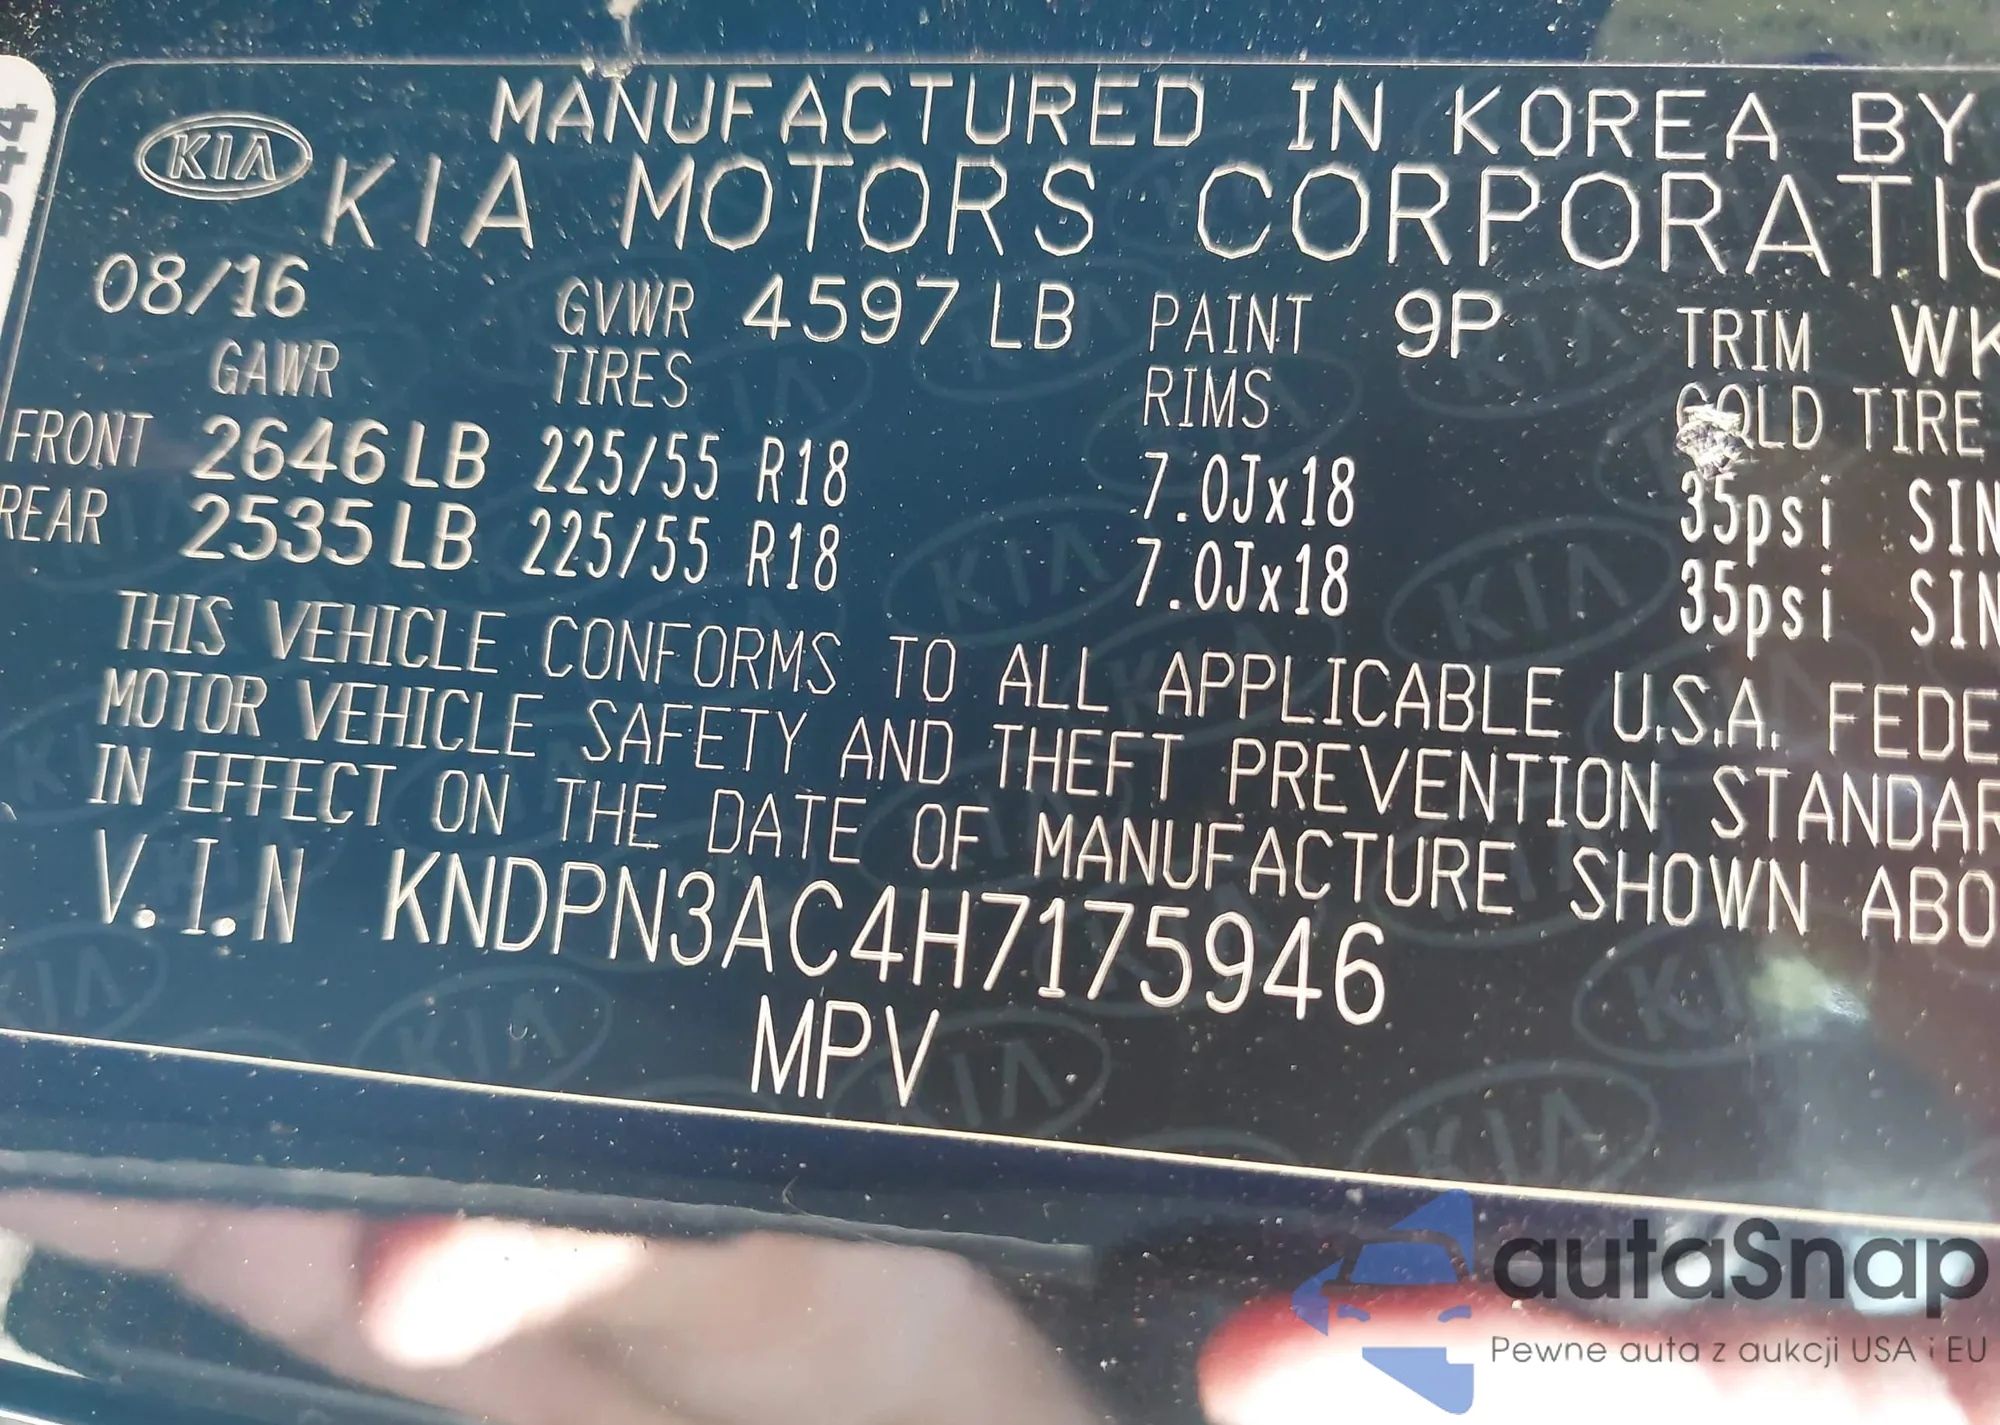 MANUFACTURED IN KOREA BY
KIA
KIA MOTORS CORPORATIO
08/16 GVWR 4597 LB PAINT 9P TRIM WK
GAWR TIRES RIMS COLD TIRE
FRONT 2646 LB 225/55 R18 7.0Jx18 35psi SIN
REAR 2535 LB 225/55 R18 7.0Jx18 35psi SIN
THIS VEHICLE CONFORMS TO ALL APPLICABLE U.S.A. FEDE
MOTOR VEHICLE SAFETY AND THEFT PREVENTION STANDAR
IN EFFECT ON THE DATE OF MANUFACTURE SHOWN ABO
V.I.N KNDPN3AC4H7175946
MPV
autaSnap
Pewne auta z aukcji USA i EU